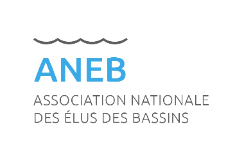 ANEB
ASSOCIATION NATIONALE
DES ÉLUS DES BASSINS